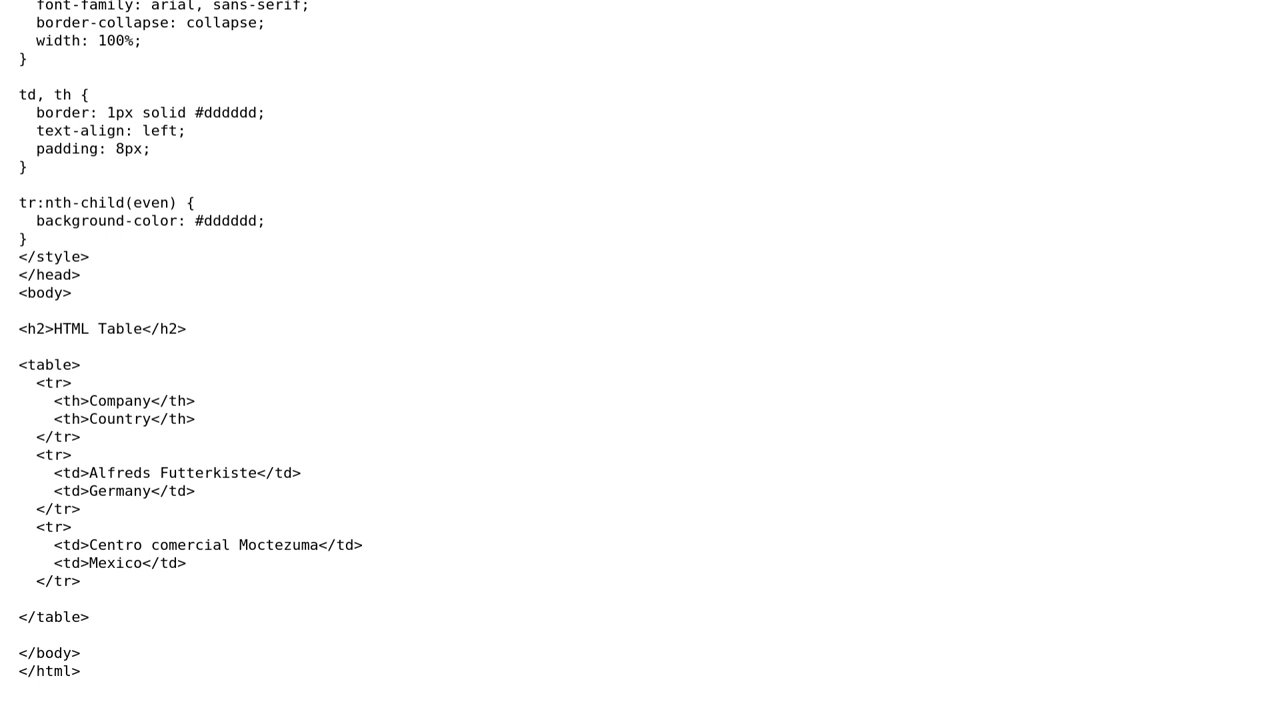 font-family: arial, sans-serif;
  border-collapse: collapse;
  width: 100%;
}

td, th {
  border: 1px solid #dddddd;
  text-align: left;
  padding: 8px;
}

tr:nth-child(even) {
  background-color: #dddddd;
}
</style>
</head>
<body>

<h2>HTML Table</h2>

<table>
  <tr>
    <th>Company</th>
    <th>Country</th>
  </tr>
  <tr>
    <td>Alfreds Futterkiste</td>
    <td>Germany</td>
  </tr>
  <tr>
    <td>Centro comercial Moctezuma</td>
    <td>Mexico</td>
  </tr>

</table>

</body>
</html>